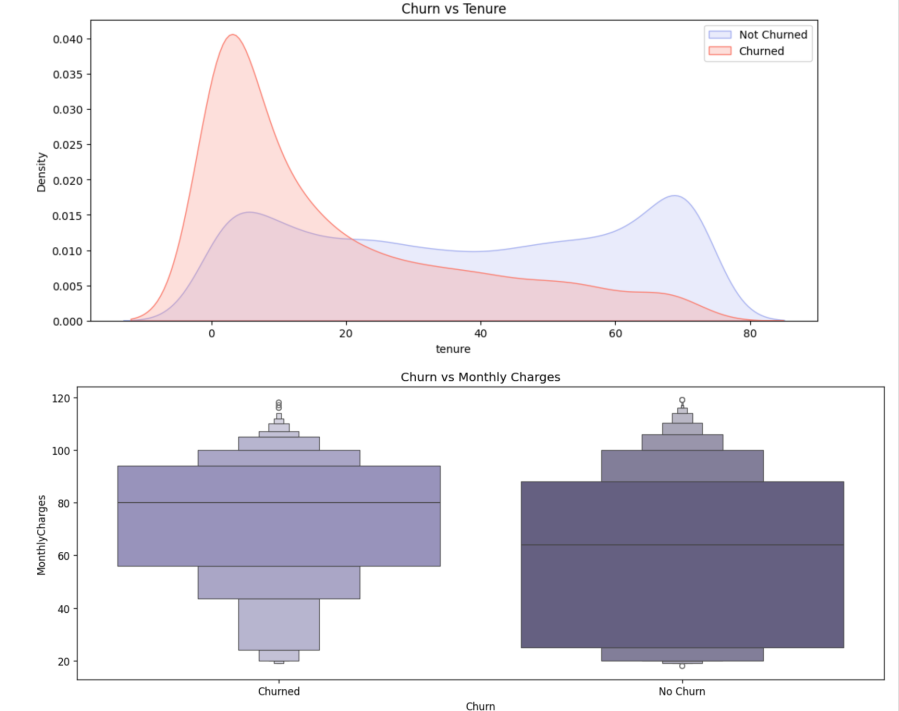 Churn vs Tenure
Not Churned
Churned
0.040
0.035
0.030
0.025
0.020
0.015
0.010
0.005
0.000
Density
0 20 40 60 80
tenure
Churn vs Monthly Charges
120
100
80
60
40
20
MonthlyCharges
Churned No Churn
Churn